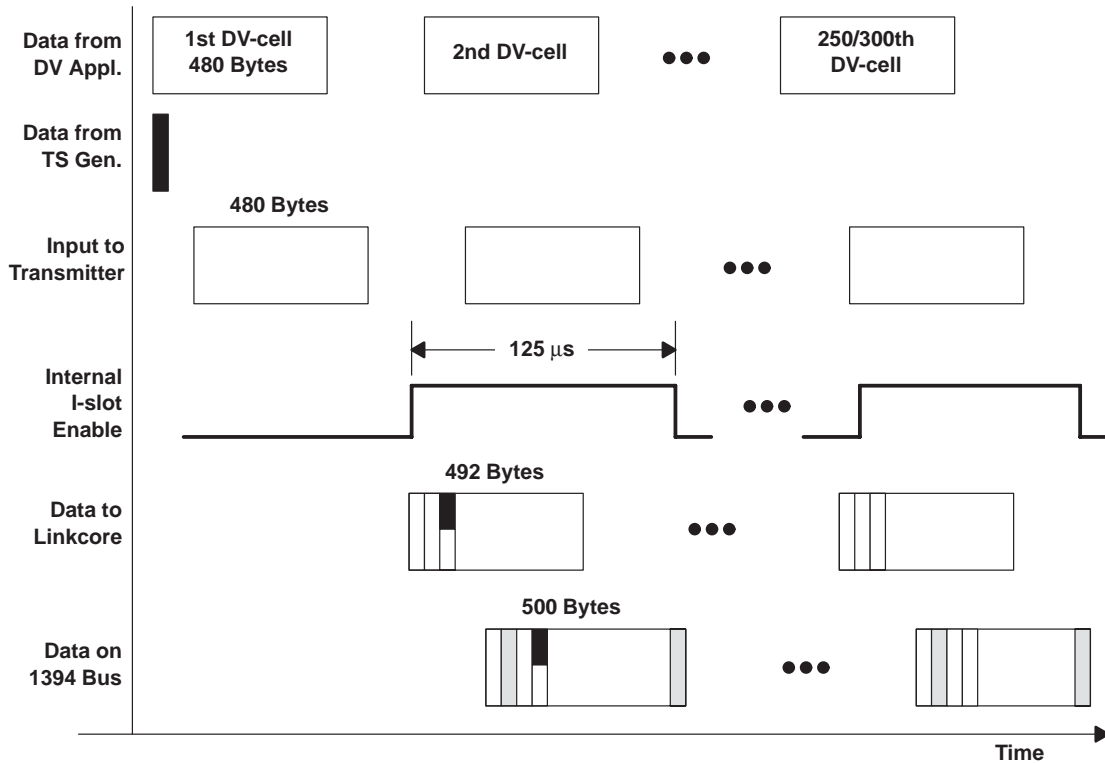 Data from
DV Appl.
1st DV-cell
480 Bytes
2nd DV-cell
250/300th
DV-cell
Data from
TS Gen.
480 Bytes
Input to
Transmitter
125 μs
Internal
I-slot
Enable
492 Bytes
Data to
Linkcore
500 Bytes
Data on
1394 Bus
Time